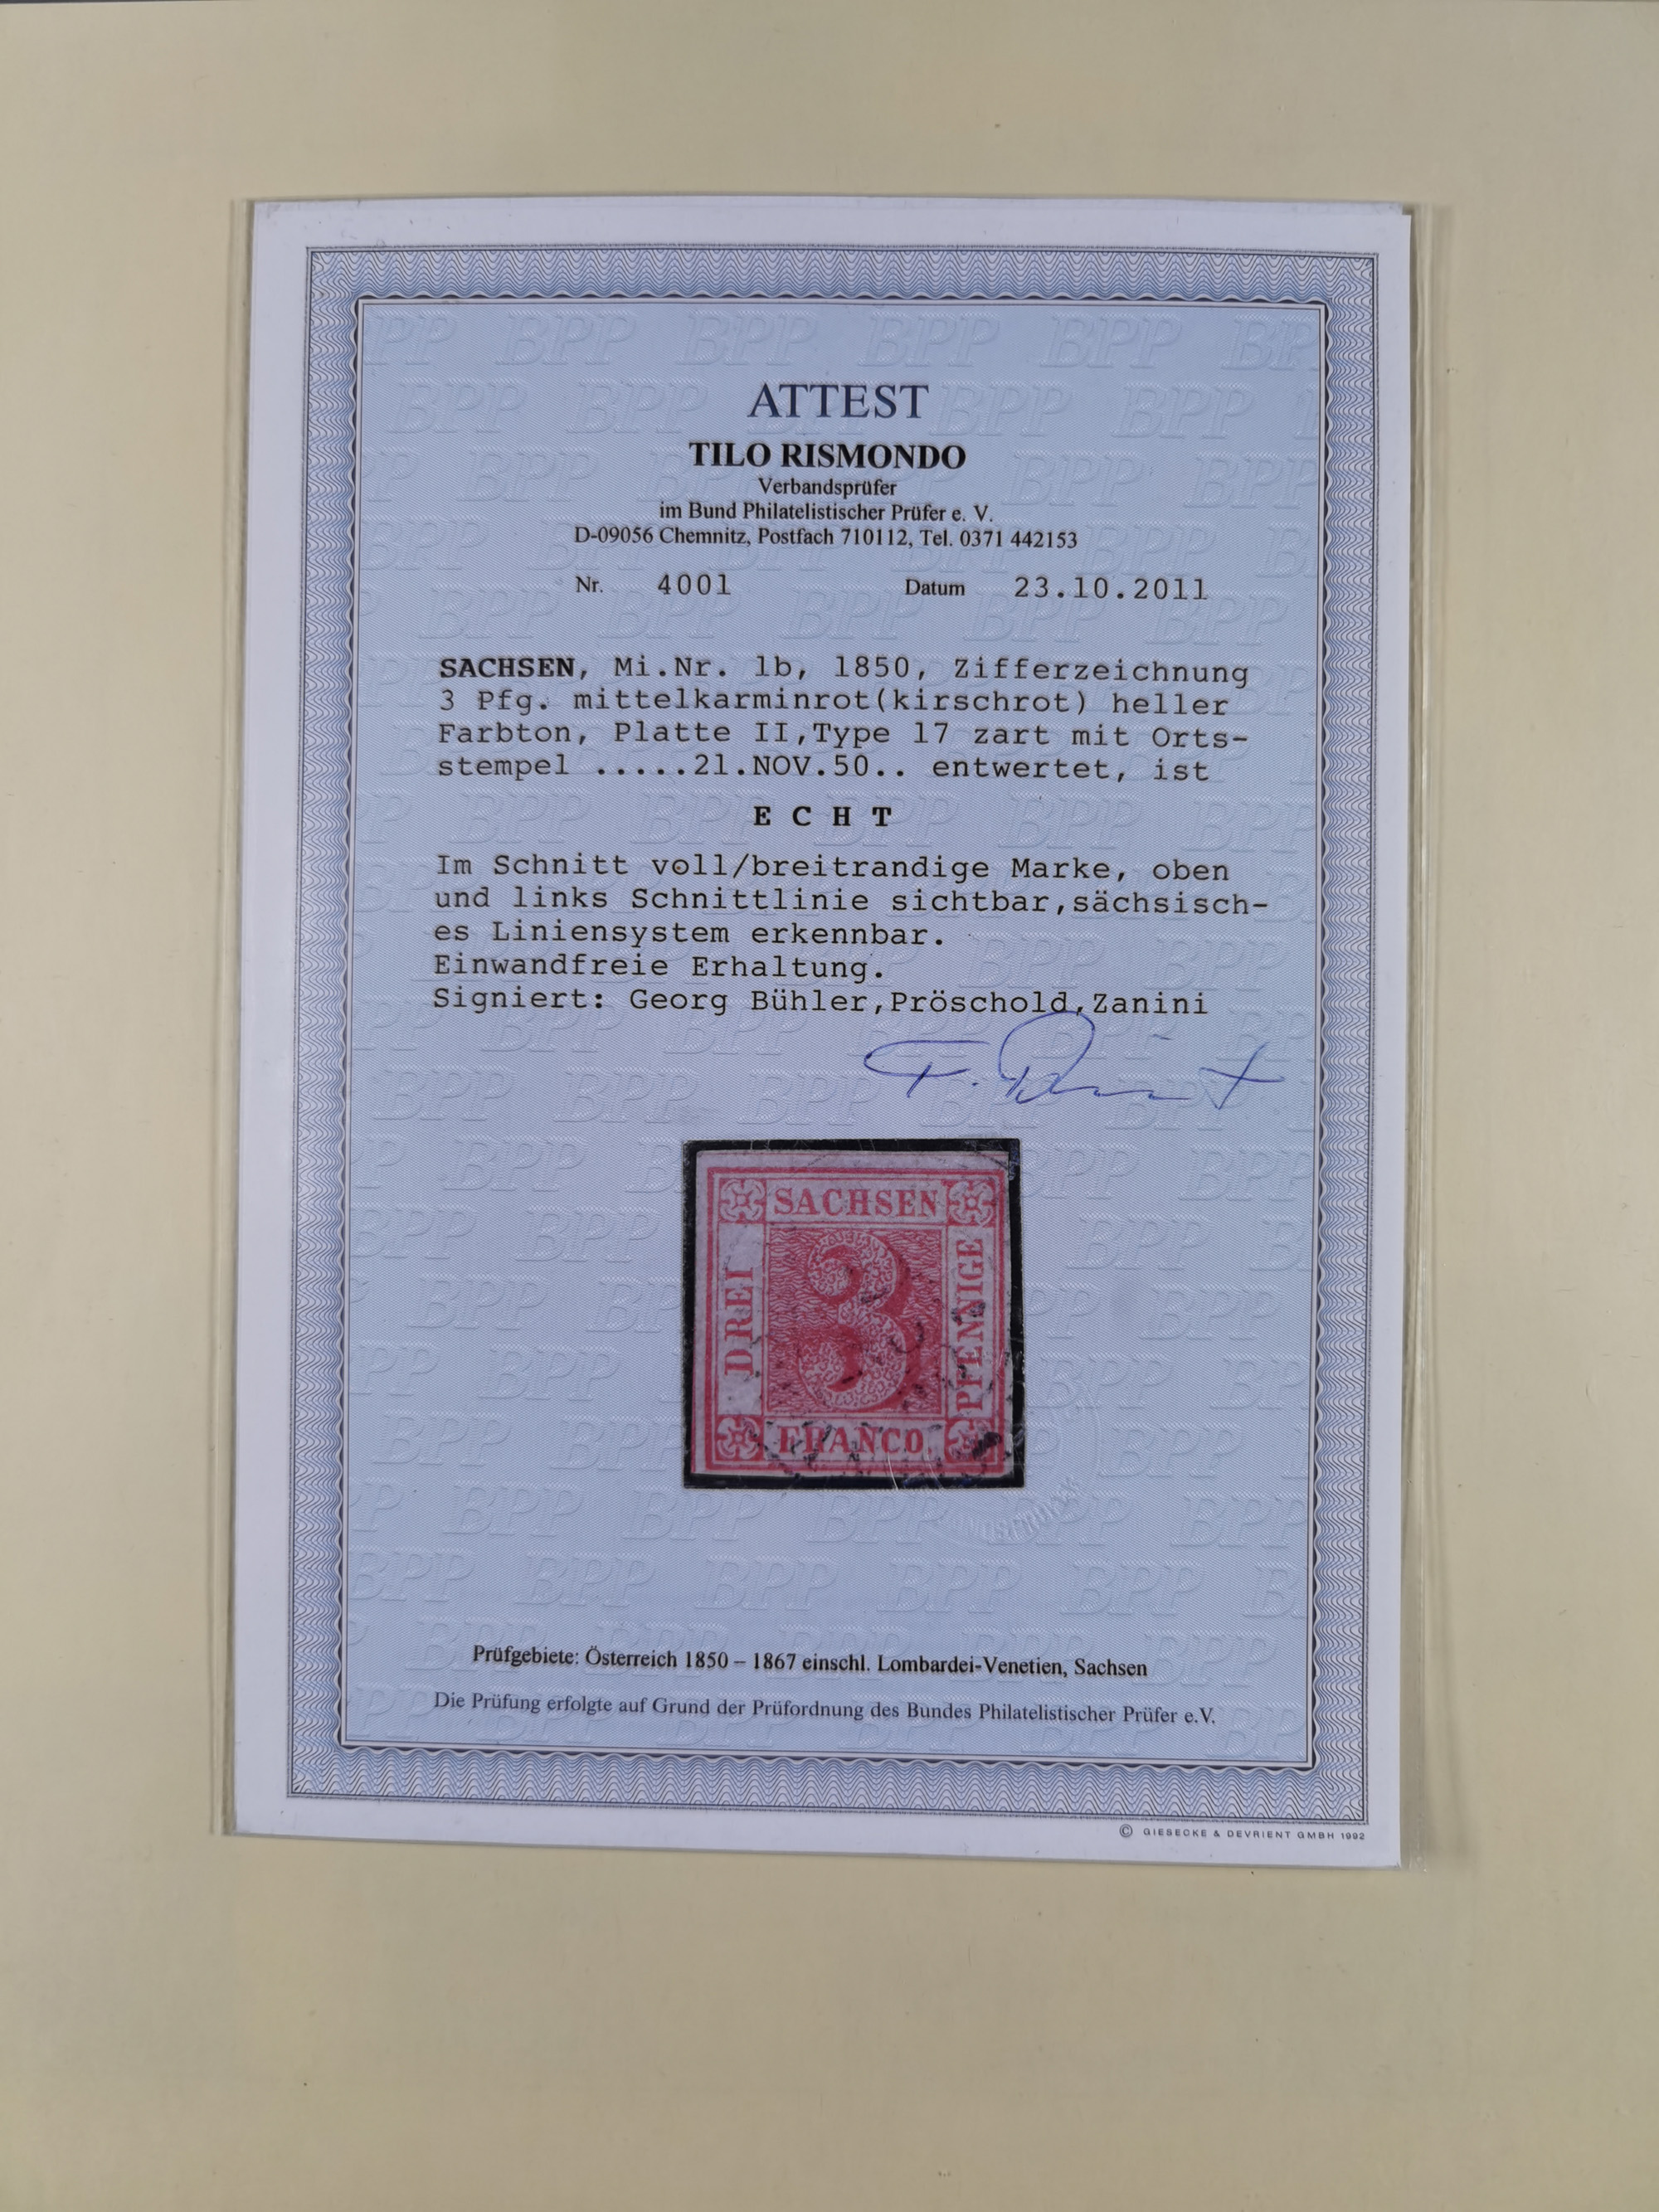 ATTEST
TILO RISMONDO
Verbandsprüfer
im Bund Philatelistischer Prüfer e. V.
D-09056 Chemnitz, Postfach 710112, Tel. 0371 442153
Nr. 4001 Datum 23.10.2011
SACHSEN, Mi.Nr. 1b, 1850, Zifferzeichnung
3 Pfg. mittelkarminrot(kirschrot) heller
Farbton, Platte II,Type 17 zart mit Orts-
stempel .....21.NOV.50.. entwertet, ist
E C H T
Im Schnitt voll/breitrandige Marke, oben
und links Schnittlinie sichtbar,sächsisch-
es Liniensystem erkennbar.
Einwandfreie Erhaltung.
Signiert: Georg Bühler,Pröschold,Zanini
SACHSEN
DREI
3
PFENNIGE
FRANCO
Prüfgebiete: Österreich 1850 – 1867 einschl. Lombardei-Venetien, Sachsen
Die Prüfung erfolgte auf Grund der Prüfordnung des Bundes Philatelistischer Prüfer e.V.
© GIESECKE & DEVRIENT GMBH 1992